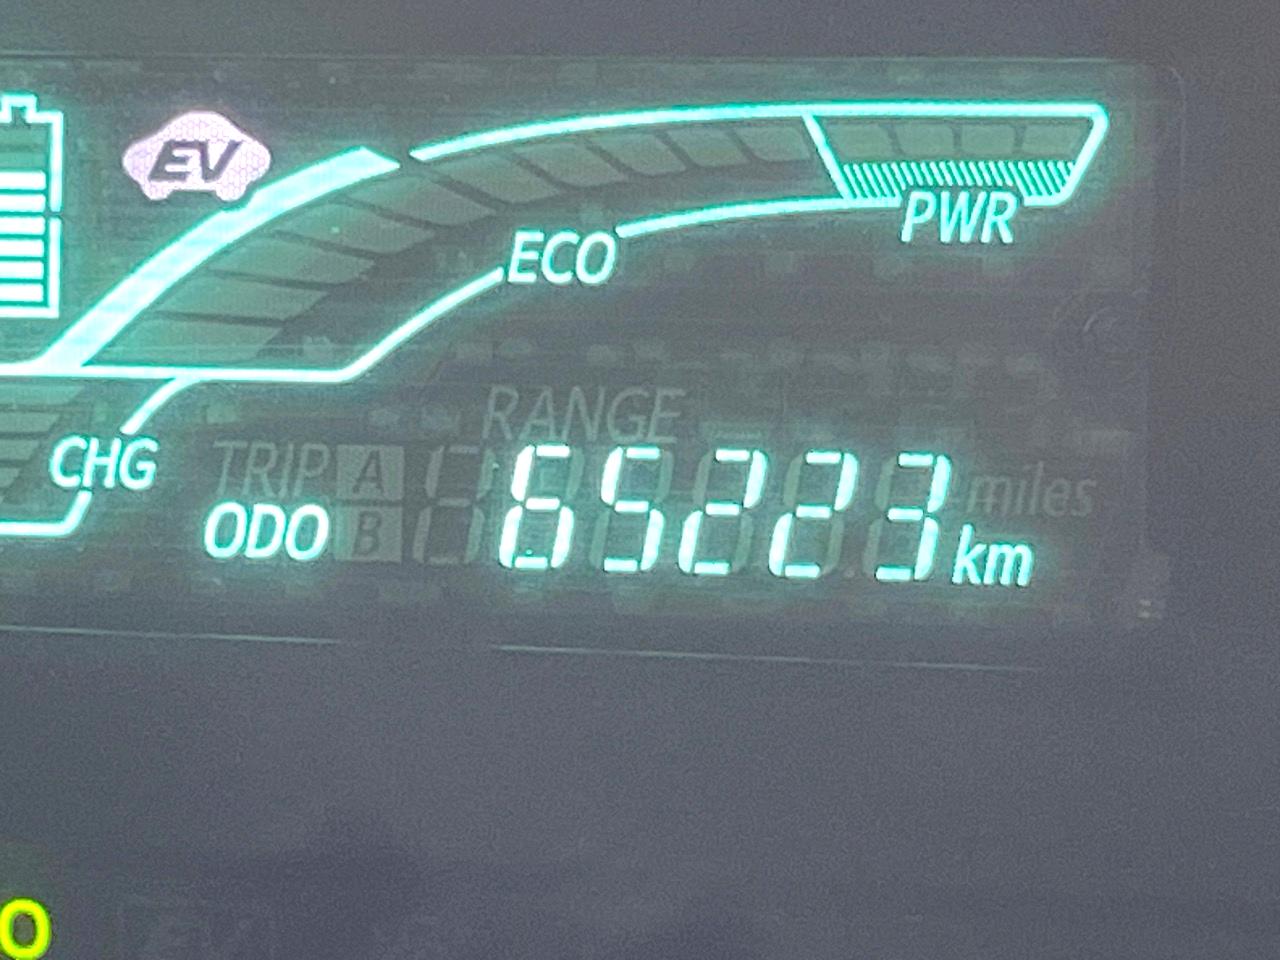 EV
PWR
ECO
RANGE
CHG
TRIP A
miles
ODO B 65223 km